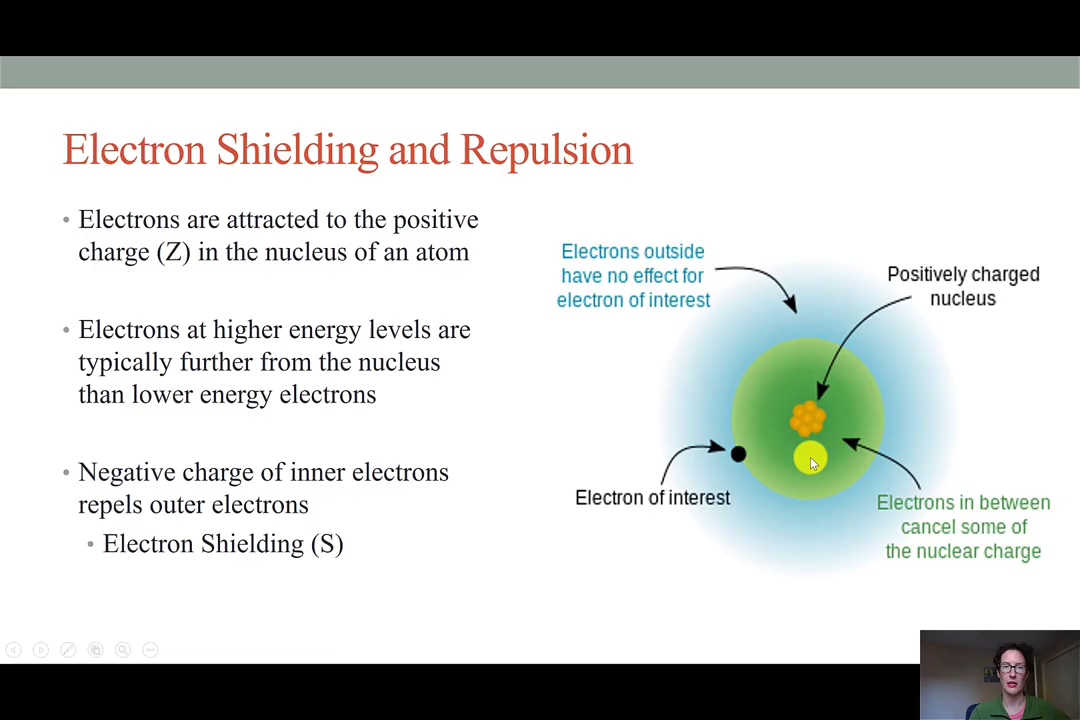 Electron Shielding and Repulsion
• Electrons are attracted to the positive
charge (Z) in the nucleus of an atom
• Electrons at higher energy levels are
typically further from the nucleus
than lower energy electrons
• Negative charge of inner electrons
repels outer electrons
• Electron Shielding (S)
Electrons outside
have no effect for
electron of interest
Positively charged
nucleus
Electron of interest
Electrons in between
cancel some of
the nuclear charge